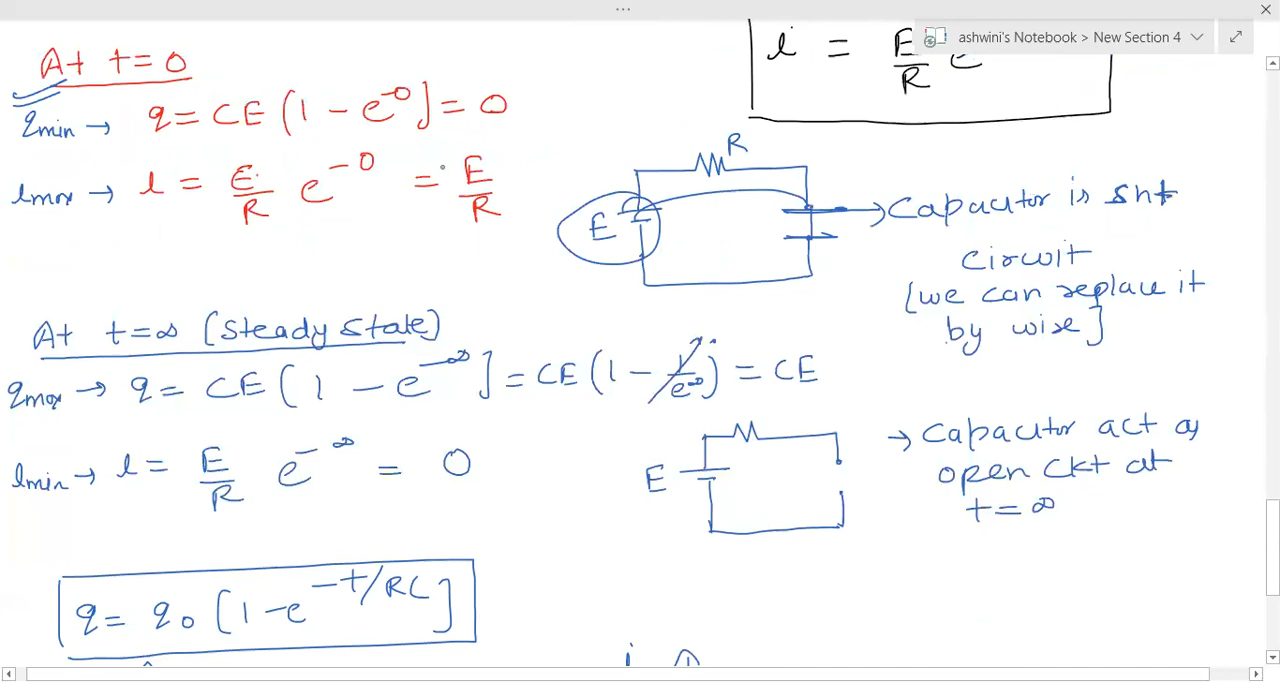 ashwini's Notebook > New Section 4
i = E/R e
At t=0
qmin → q = CE (1 - e^-0] = 0
imax → i = E/R e^-0 = E/R
R
E
→ Capacitor is sht
circuit
(we can replace it
by wire]
At t=∞ (steady state)
qmax → q = CE [1 - e^-∞] = CE (1 - 1/e^∞) = CE
imin → i = E/R e^-∞ = 0
E
→ Capacitor act as
open ckt at
t=∞
q = q0 [1-e^-t/RC]